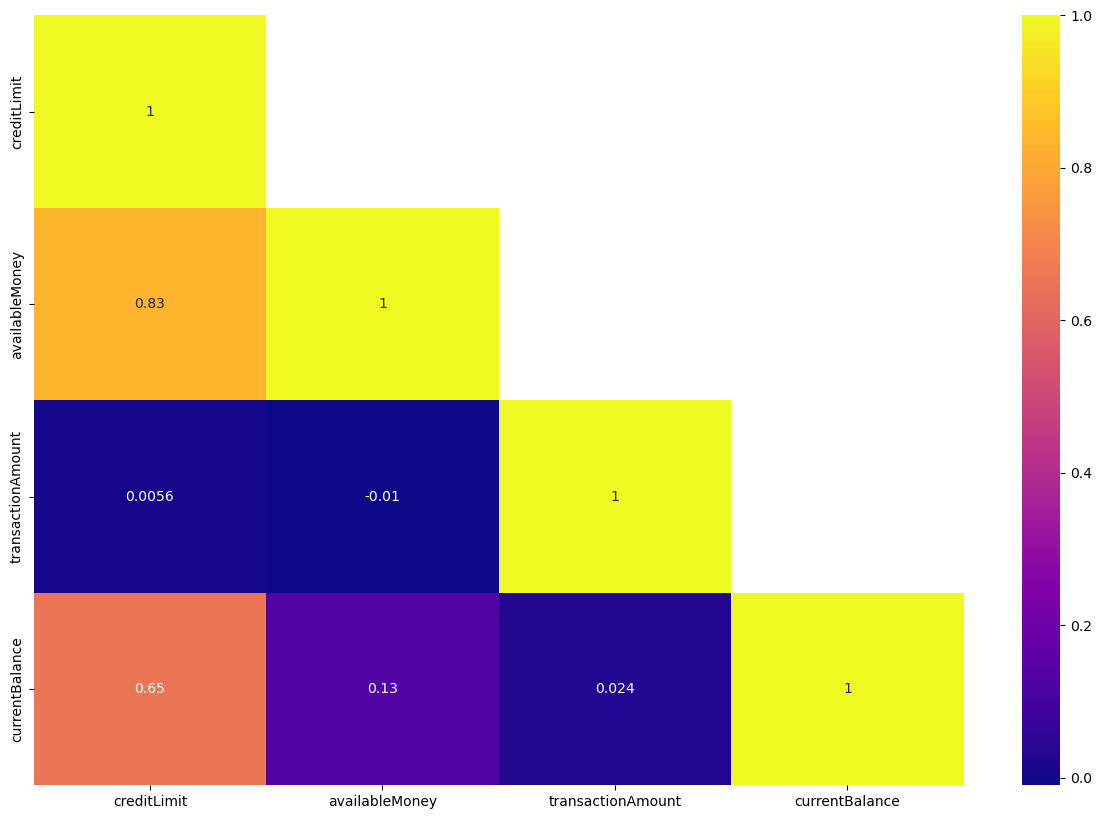 1.0
creditLimit
1
0.8
availableMoney
0.83
1
0.6
0.4
transactionAmount
0.0056
-0.01
1
0.2
currentBalance
0.65
0.13
0.024
1
0.0
creditLimit
availableMoney
transactionAmount
currentBalance